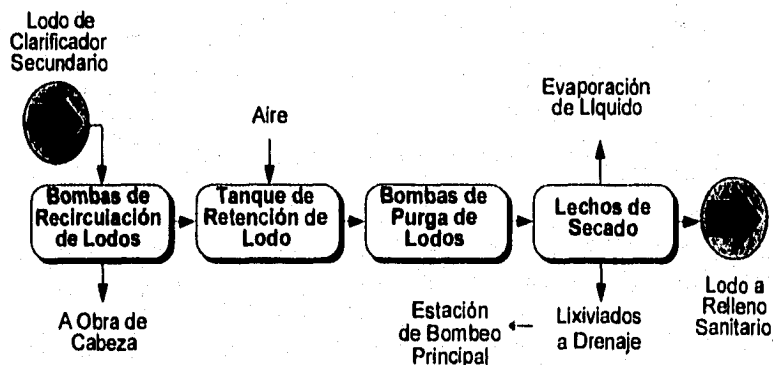 Lodo de
Clarificador
Secundario
Aire
Evaporación
de Líquido
Bombas de
Recirculación
de Lodos
Tanque de
Retención de
Lodo
Bombas de
Purga de
Lodos
Lechos de
Secado
A Obra de
Cabeza
Estación
de Bombeo
Principal
Lixiviados
a Drenaje
Lodo a
Relleno
Sanitario